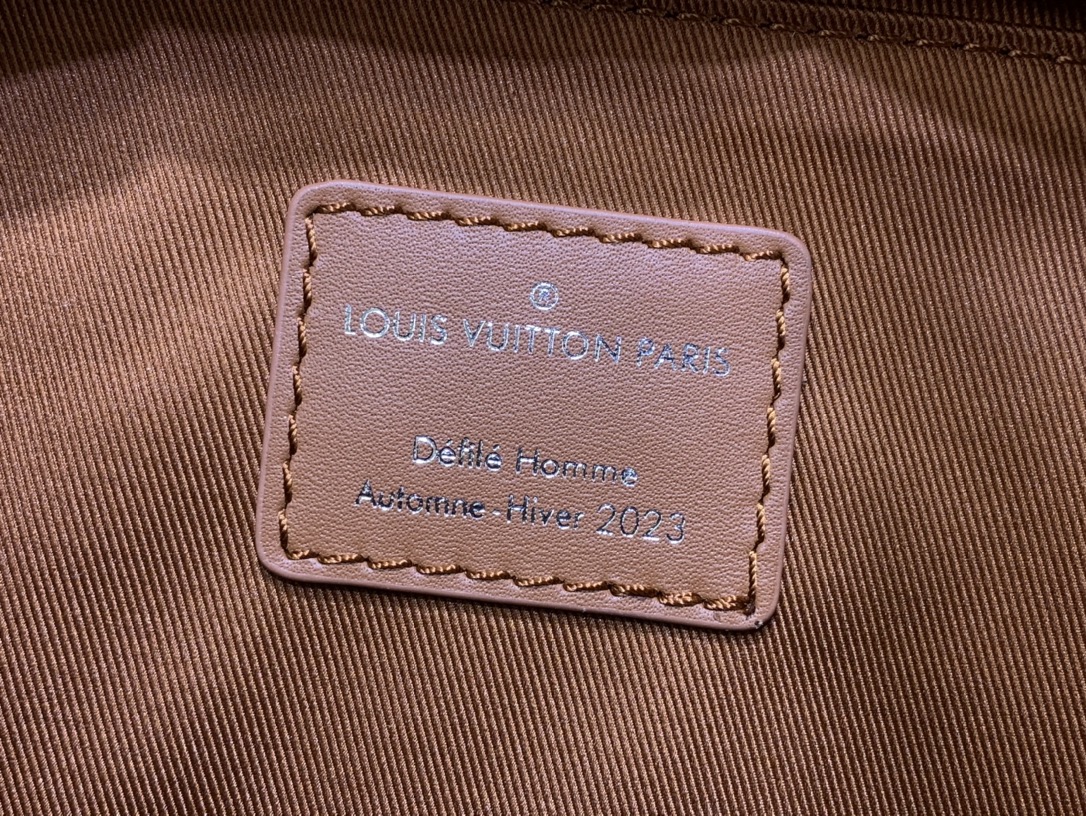 ®
LOUIS VUITTON PARIS
Défilé Homme
Automne-Hiver 2023